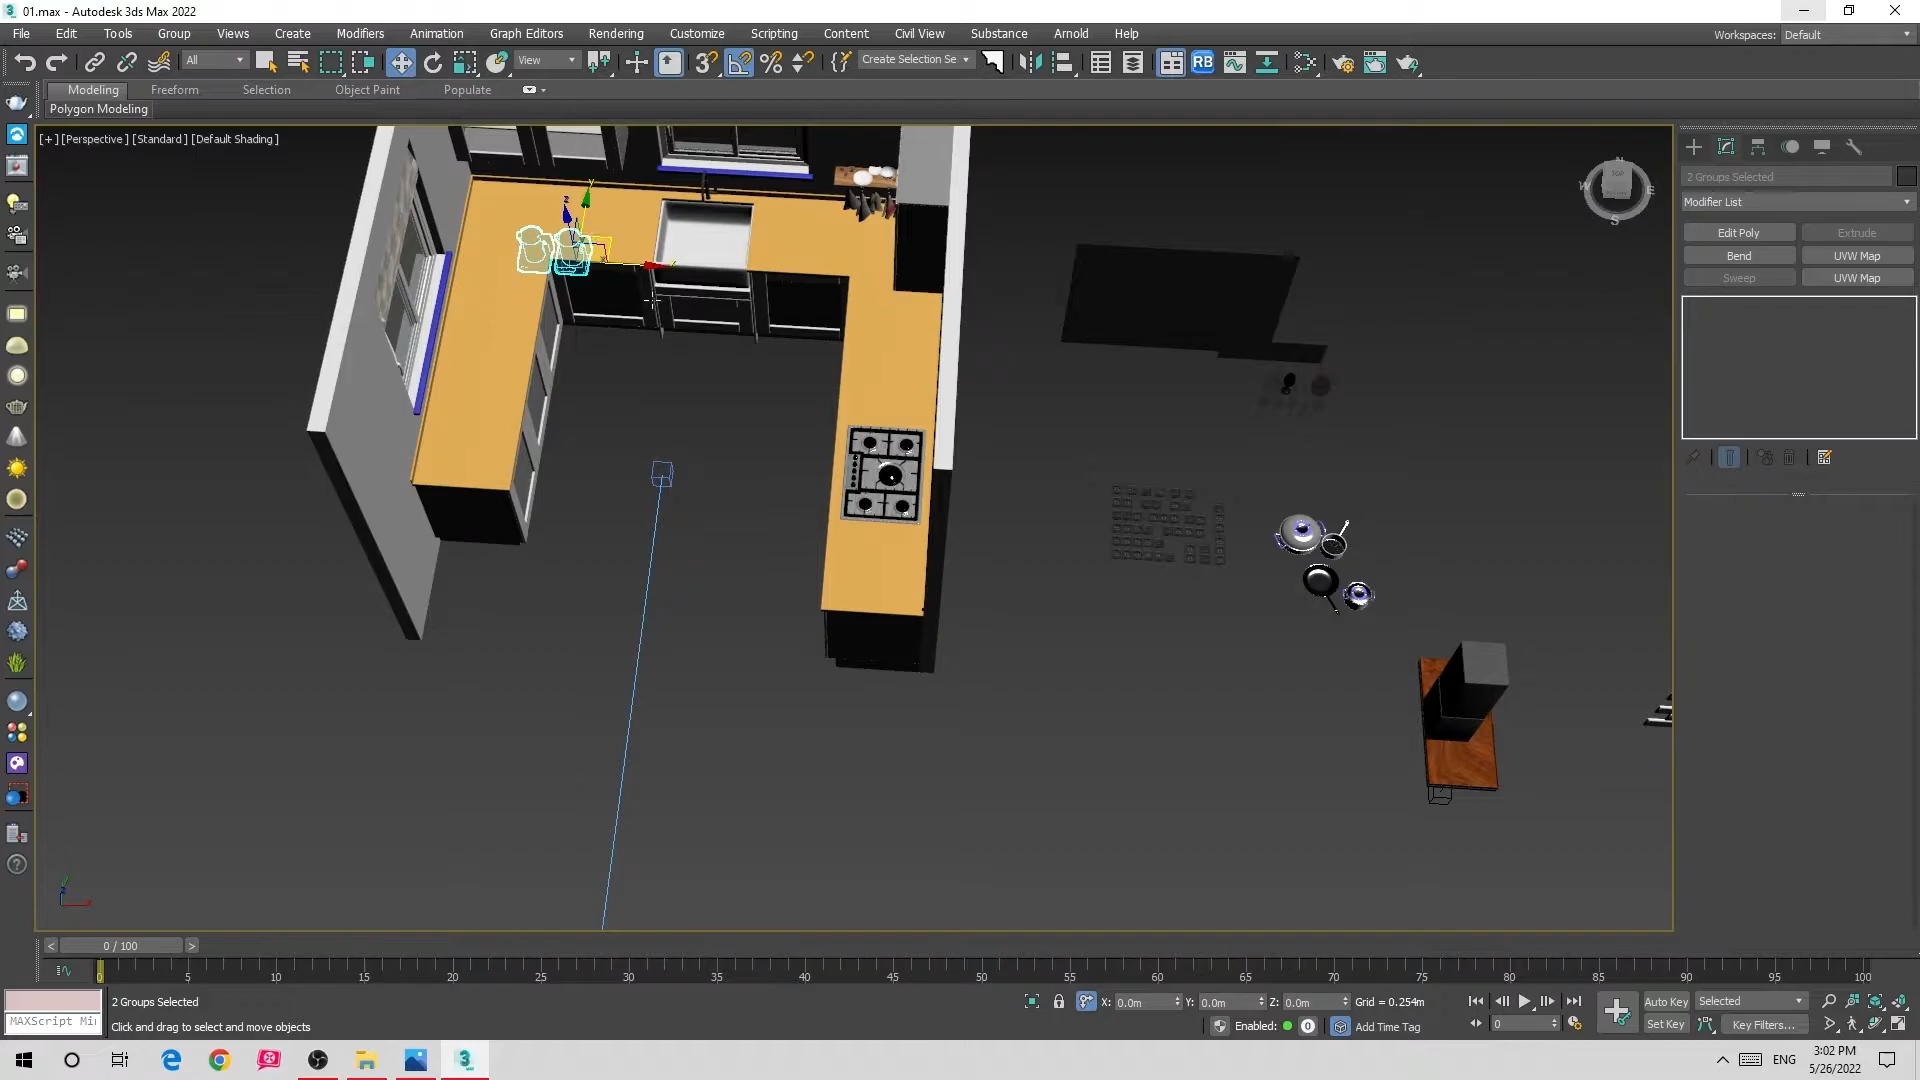 01.max - Autodesk 3ds Max 2022
File Edit Tools Group Views Create Modifiers Animation Graph Editors Rendering Customize Scripting Content Civil View Substance Arnold Help
Workspaces: Default
All View Create Selection Se RB
Modeling Freeform Selection Object Paint Populate
Polygon Modeling
[+] [Perspective ] [Standard ] [Default Shading ]
N
W TOP E
S
2 Groups Selected
Modifier List
Edit Poly Extrude
Bend UVW Map
Sweep UVW Map
< 0 / 100 >
0 5 10 15 20 25 30 35 40 45 50 55 60 65 70 75 80 85 90 95 100
2 Groups Selected X: 0.0m Y: 0.0m Z: 0.0m Grid = 0.254m Auto Key Selected
MAXScript Mi Click and drag to select and move objects Enabled: 0 Add Time Tag 0 Set Key Key Filters...
ENG 3:02 PM
5/26/2022